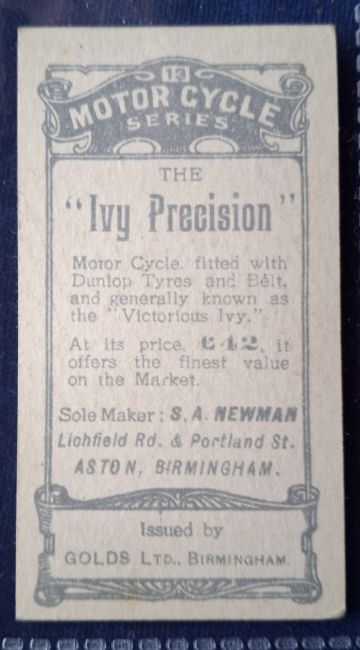 13
MOTOR CYCLE
SERIES.
THE
"Ivy Precision"
Motor Cycle, fitted with
Dunlop Tyres and Belt,
and generally known as
the "Victorious Ivy."
At its price, £42, it
offers the finest value
on the Market.
Sole Maker: S. A. NEWMAN
Lichfield Rd. & Portland St.
ASTON, BIRMINGHAM.
Issued by
GOLDS LTD., BIRMINGHAM.